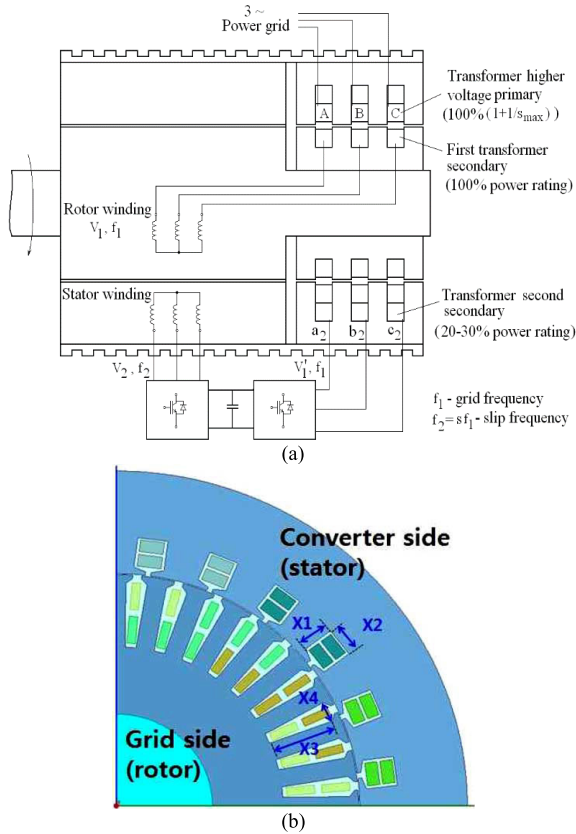 3 ~
Power grid
A B C
Transformer higher
voltage primary
(100% (1+1/smax) )
First transformer
secondary
(100% power rating)
Rotor winding
V1, f1
Stator winding
Transformer second
secondary
(20-30% power rating)
a2 b2 c2
V2 , f2
V'1, f1
f1 - grid frequency
f2= sf1- slip frequency
(a)
Converter side
(stator)
X1 X2
X4
X3
Grid side
(rotor)
(b)